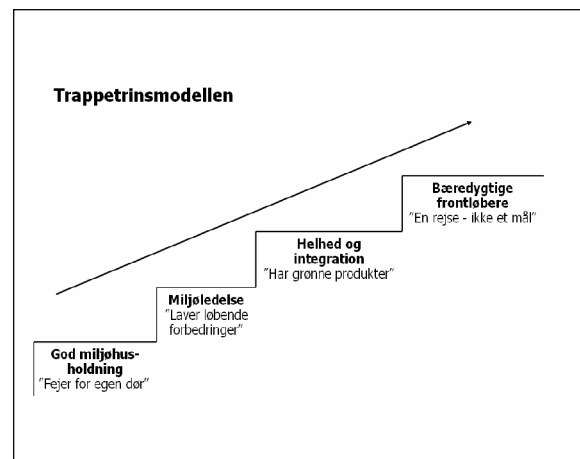 Trappetrinsmodellen
Bæredygtige
frontløbere
"En rejse - ikke et mål"
Helhed og
integration
"Har grønne produkter"
Miljøledelse
"Laver løbende
forbedringer"
God miljøhus-
holdning
"Fejer for egen dør"